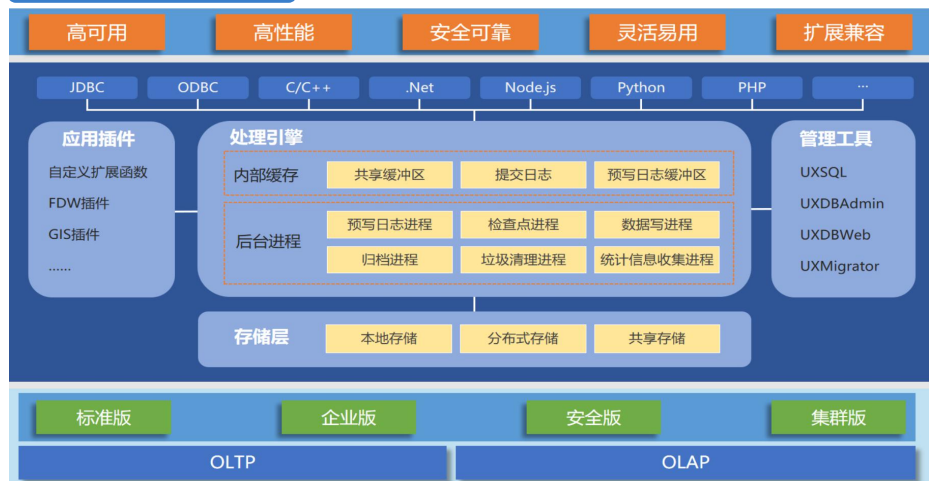 高可用 高性能 安全可靠 灵活易用 扩展兼容
JDBC ODBC C/C++ .Net Node.js Python PHP ...
应用插件
自定义扩展函数
FDW插件
GIS插件
......
处理引擎
内部缓存 共享缓冲区 提交日志 预写日志缓冲区
后台进程
预写日志进程 检查点进程 数据写进程
归档进程 垃圾清理进程 统计信息收集进程
管理工具
UXSQL
UXDBAdmin
UXDBWeb
UXMigrator
存储层 本地存储 分布式存储 共享存储
标准版 企业版 安全版 集群版
OLTP OLAP